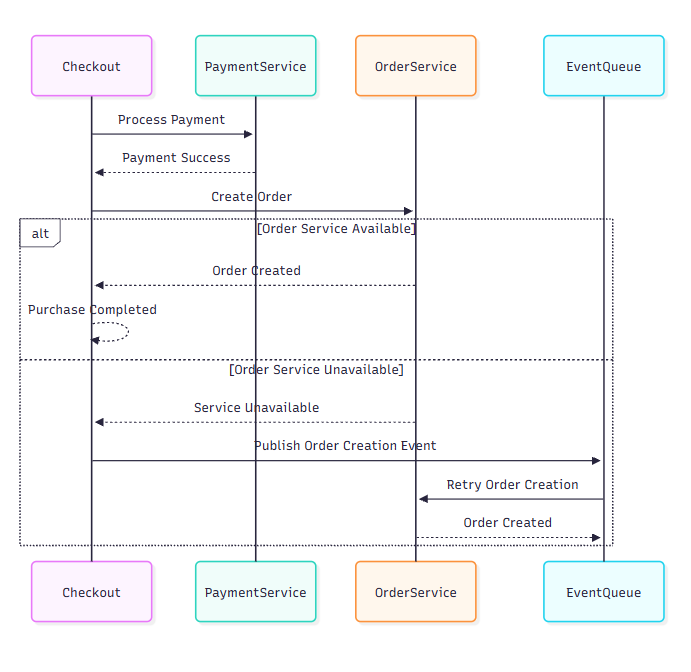 Checkout
PaymentService
OrderService
EventQueue
Process Payment
Payment Success
Create Order
alt
[Order Service Available]
Order Created
Purchase Completed
[Order Service Unavailable]
Service Unavailable
Publish Order Creation Event
Retry Order Creation
Order Created
Checkout
PaymentService
OrderService
EventQueue